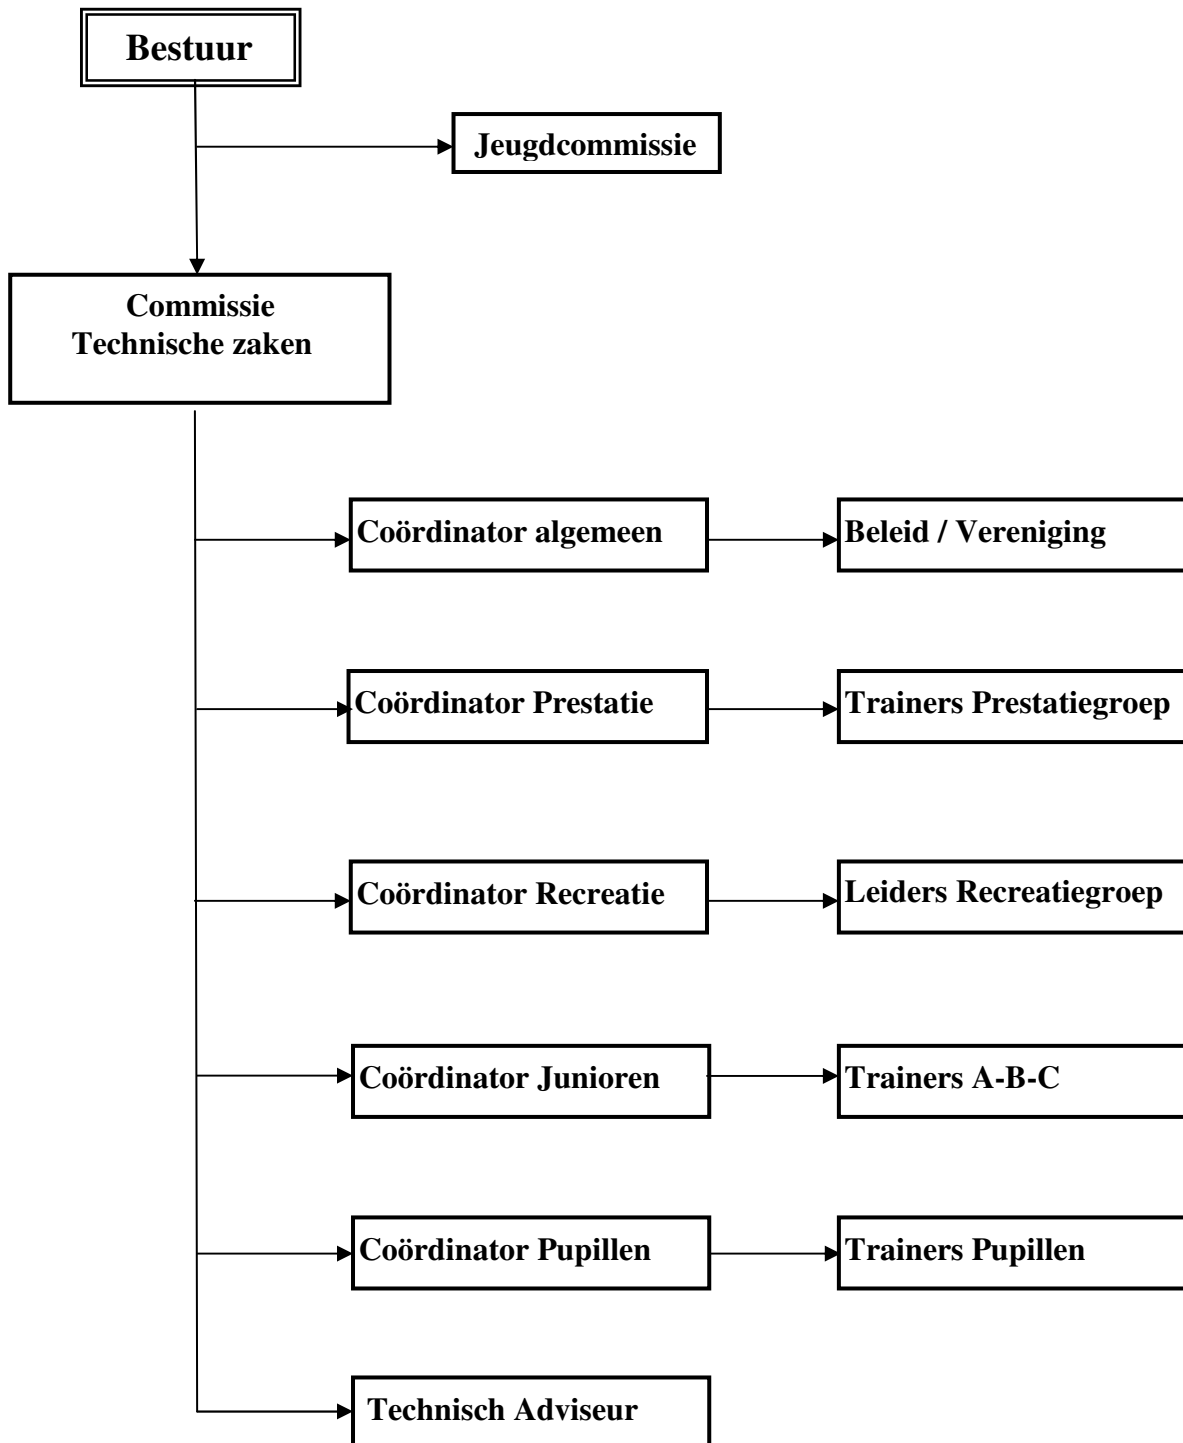 Bestuur
Jeugdcommissie
Commissie
Technische zaken
Coördinator algemeen
Beleid / Vereniging
Coördinator Prestatie
Trainers Prestatiegroep
Coördinator Recreatie
Leiders Recreatiegroep
Coördinator Junioren
Trainers A-B-C
Coördinator Pupillen
Trainers Pupillen
Technisch Adviseur